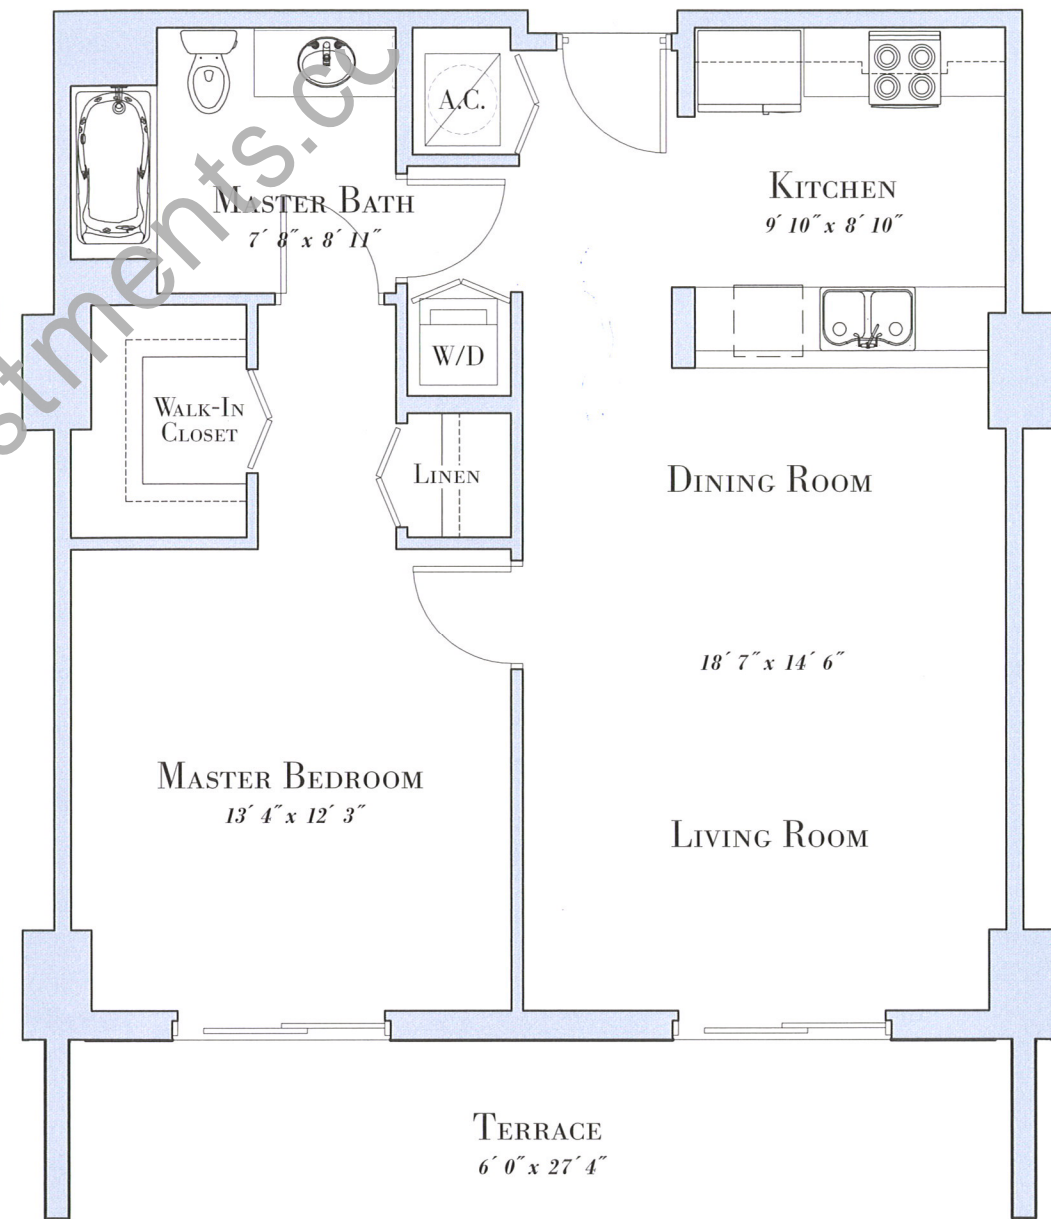 A.C.
MASTER BATH
7′ 8″ x 8′ 11″
KITCHEN
9′ 10″ x 8′ 10″
W/D
WALK-IN
CLOSET
LINEN
DINING ROOM
18′ 7″ x 14′ 6″
MASTER BEDROOM
13′ 4″ x 12′ 3″
LIVING ROOM
TERRACE
6′ 0″ x 27′ 4″